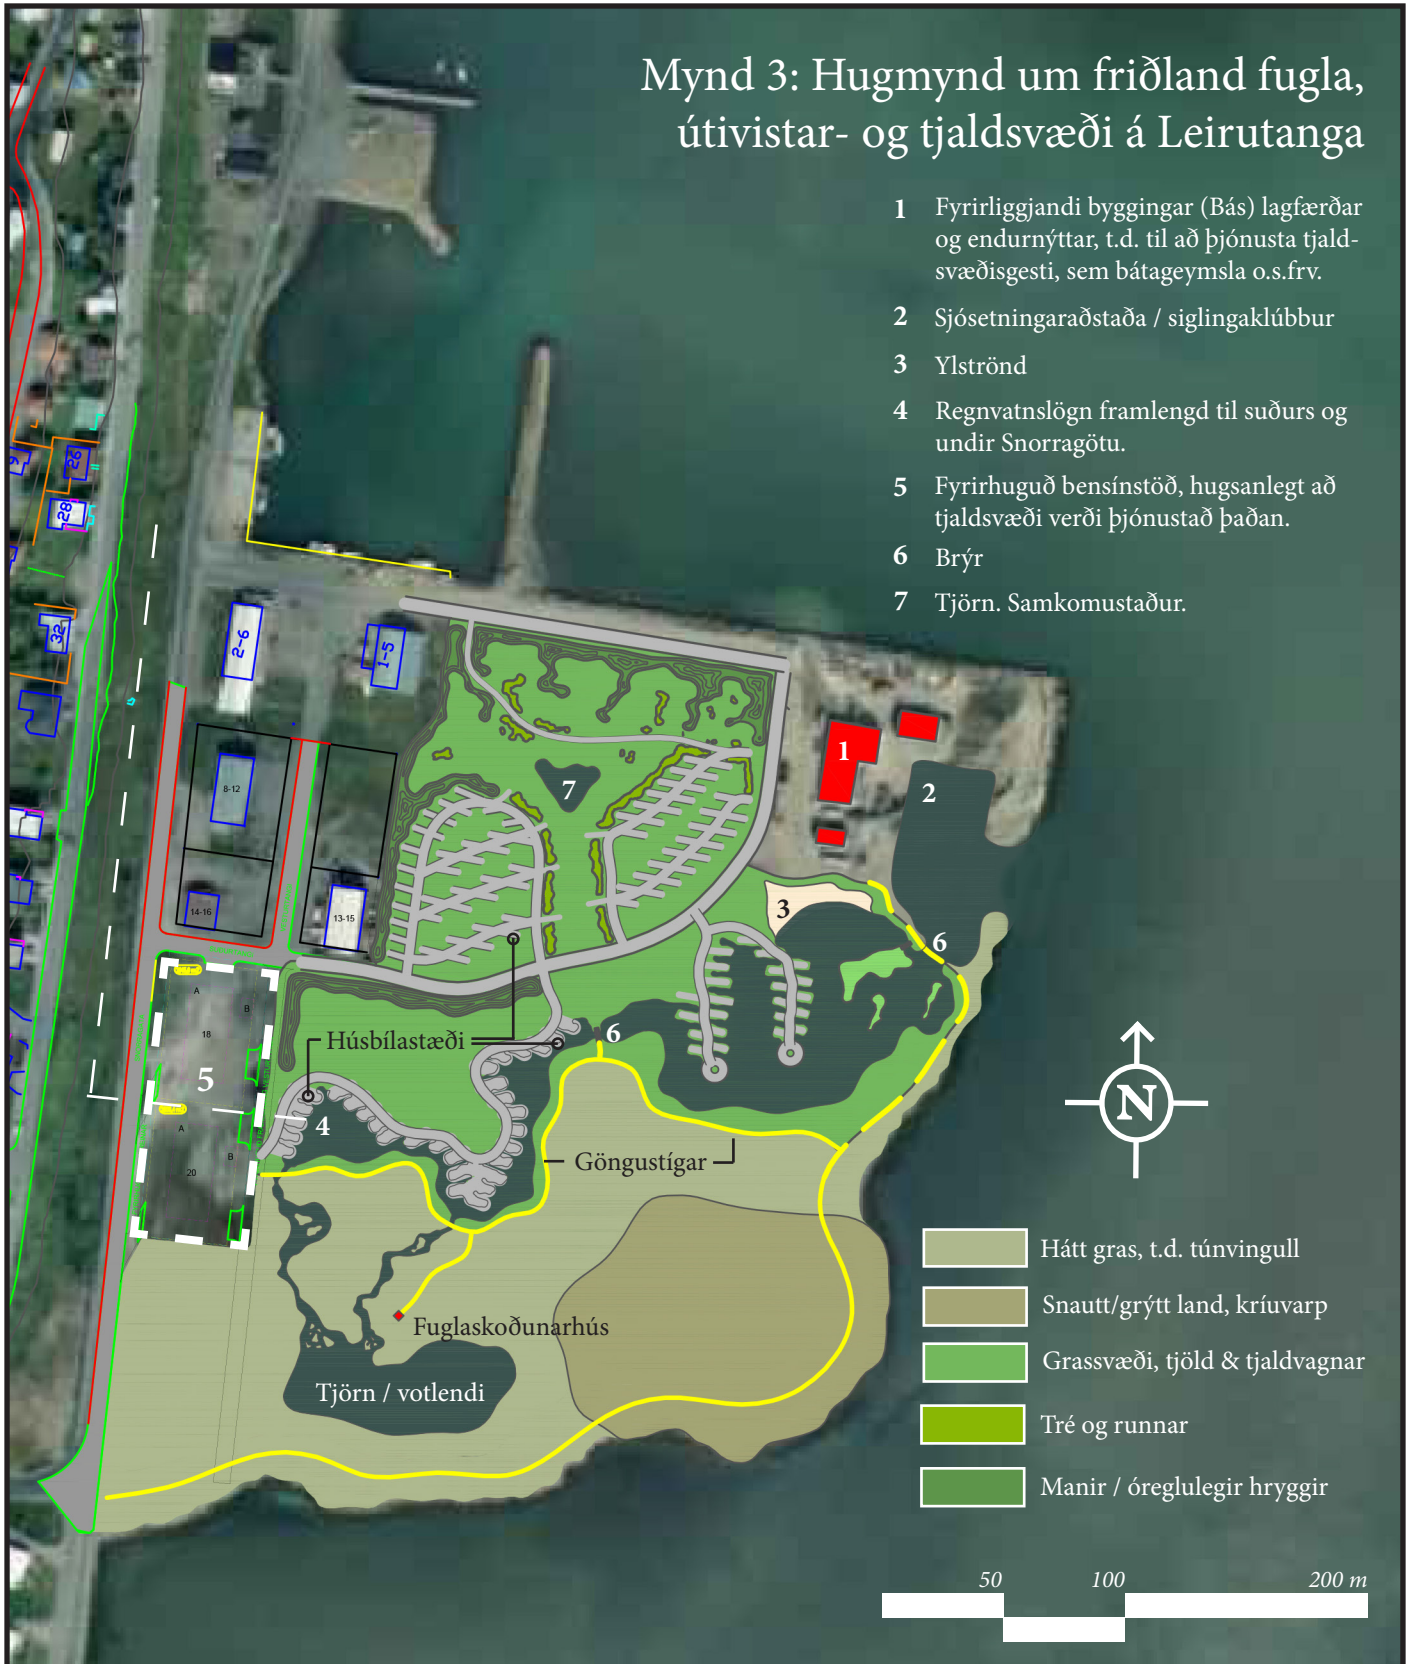 Mynd 3: Hugmynd um friðland fugla,
útivistar- og tjaldsvæði á Leirutanga
1 Fyrirliggjandi byggingar (Bás) lagfærðar
og endurnýttar, t.d. til að þjónusta tjald-
svæðisgesti, sem bátageymsla o.s.frv.
2 Sjósetningaraðstaða / siglingaklúbbur
3 Ylströnd
4 Regnvatnslögn framlengd til suðurs og
undir Snorragötu.
5 Fyrirhuguð bensínstöð, hugsanlegt að
tjaldsvæði verði þjónustað þaðan.
6 Brýr
7 Tjörn. Samkomustaður.
9
26
28
32
2-6
1-5
1
7
2
8-12
14-16
13-15
3
6
A
B
18
Húsbílastæði
6
5
4
A
B
20
N
Göngustígar
Fuglaskoðunarhús
Tjörn / votlendi
Hátt gras, t.d. túnvingull
Snautt/grýtt land, kríuvarp
Grassvæði, tjöld & tjaldvagnar
Tré og runnar
Manir / óreglulegir hryggir
50 100 200 m